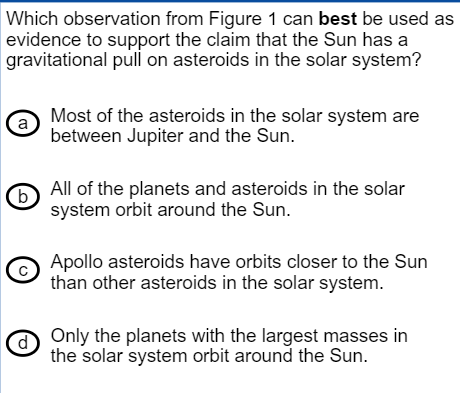 Which observation from Figure 1 can best be used as
evidence to support the claim that the Sun has a
gravitational pull on asteroids in the solar system?
a Most of the asteroids in the solar system are
between Jupiter and the Sun.
b All of the planets and asteroids in the solar
system orbit around the Sun.
c Apollo asteroids have orbits closer to the Sun
than other asteroids in the solar system.
d Only the planets with the largest masses in
the solar system orbit around the Sun.